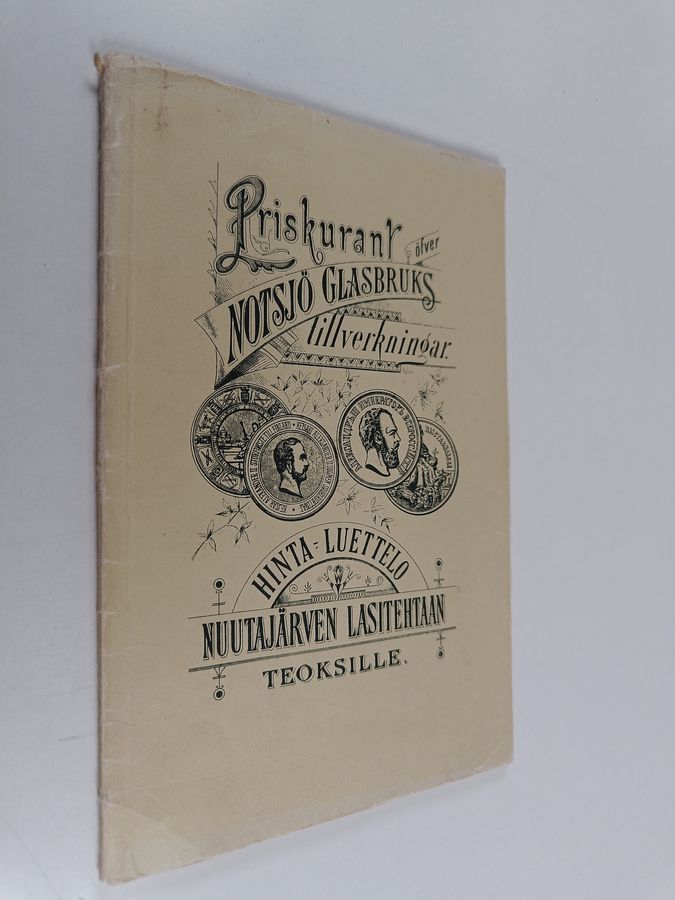 Priskurant öfver
NOTSJÖ GLASBRUKS
tillverkningar.
HINTA-LUETTELO
NUUTAJÄRVEN LASITEHTAAN
TEOKSILLE.